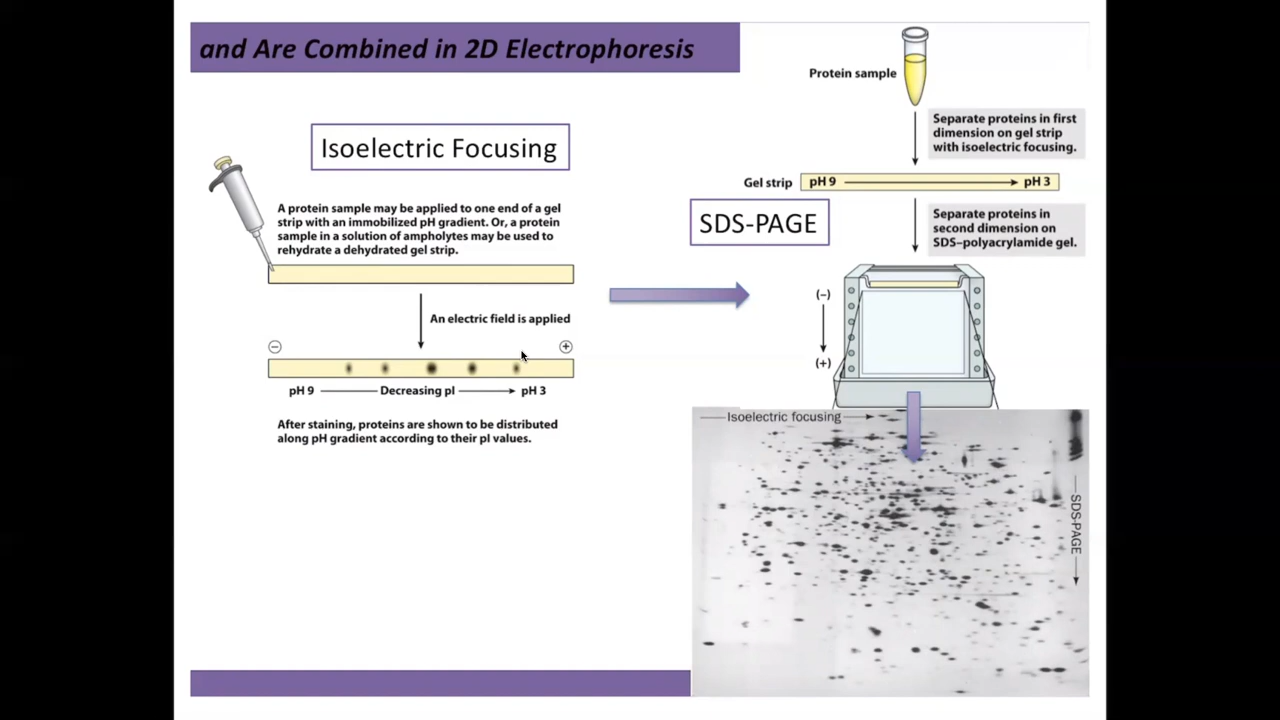 and Are Combined in 2D Electrophoresis
Isoelectric Focusing
A protein sample may be applied to one end of a gel
strip with an immobilized pH gradient. Or, a protein
sample in a solution of ampholytes may be used to
rehydrate a dehydrated gel strip.
An electric field is applied
− +
pH 9 Decreasing pI pH 3
After staining, proteins are shown to be distributed
along pH gradient according to their pI values.
Protein sample
Separate proteins in first
dimension on gel strip
with isoelectric focusing.
Gel strip pH 9 pH 3
SDS-PAGE
Separate proteins in
second dimension on
SDS–polyacrylamide gel.
(−)
(+)
Isoelectric focusing
SDS-PAGE